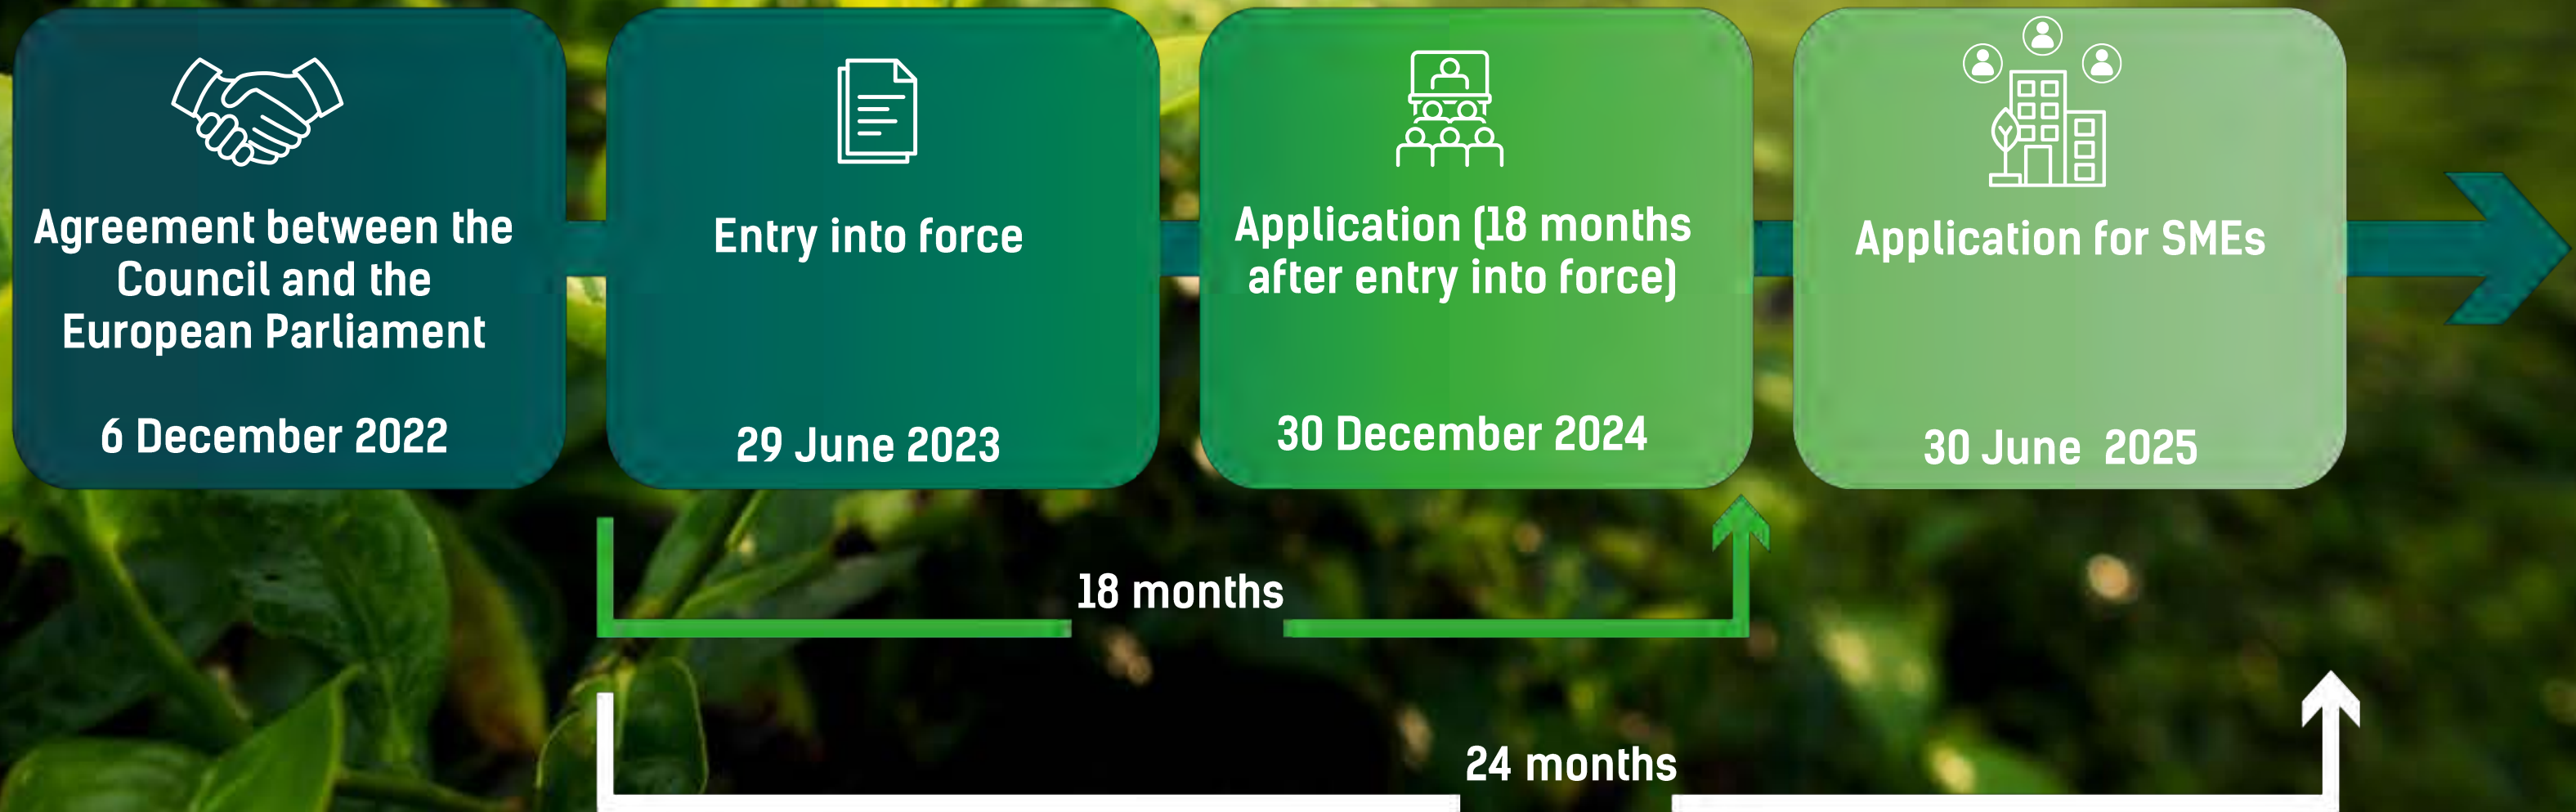 Agreement between the
Council and the
European Parliament
6 December 2022
Entry into force
29 June 2023
Application (18 months
after entry into force)
30 December 2024
Application for SMEs
30 June  2025
18 months
24 months